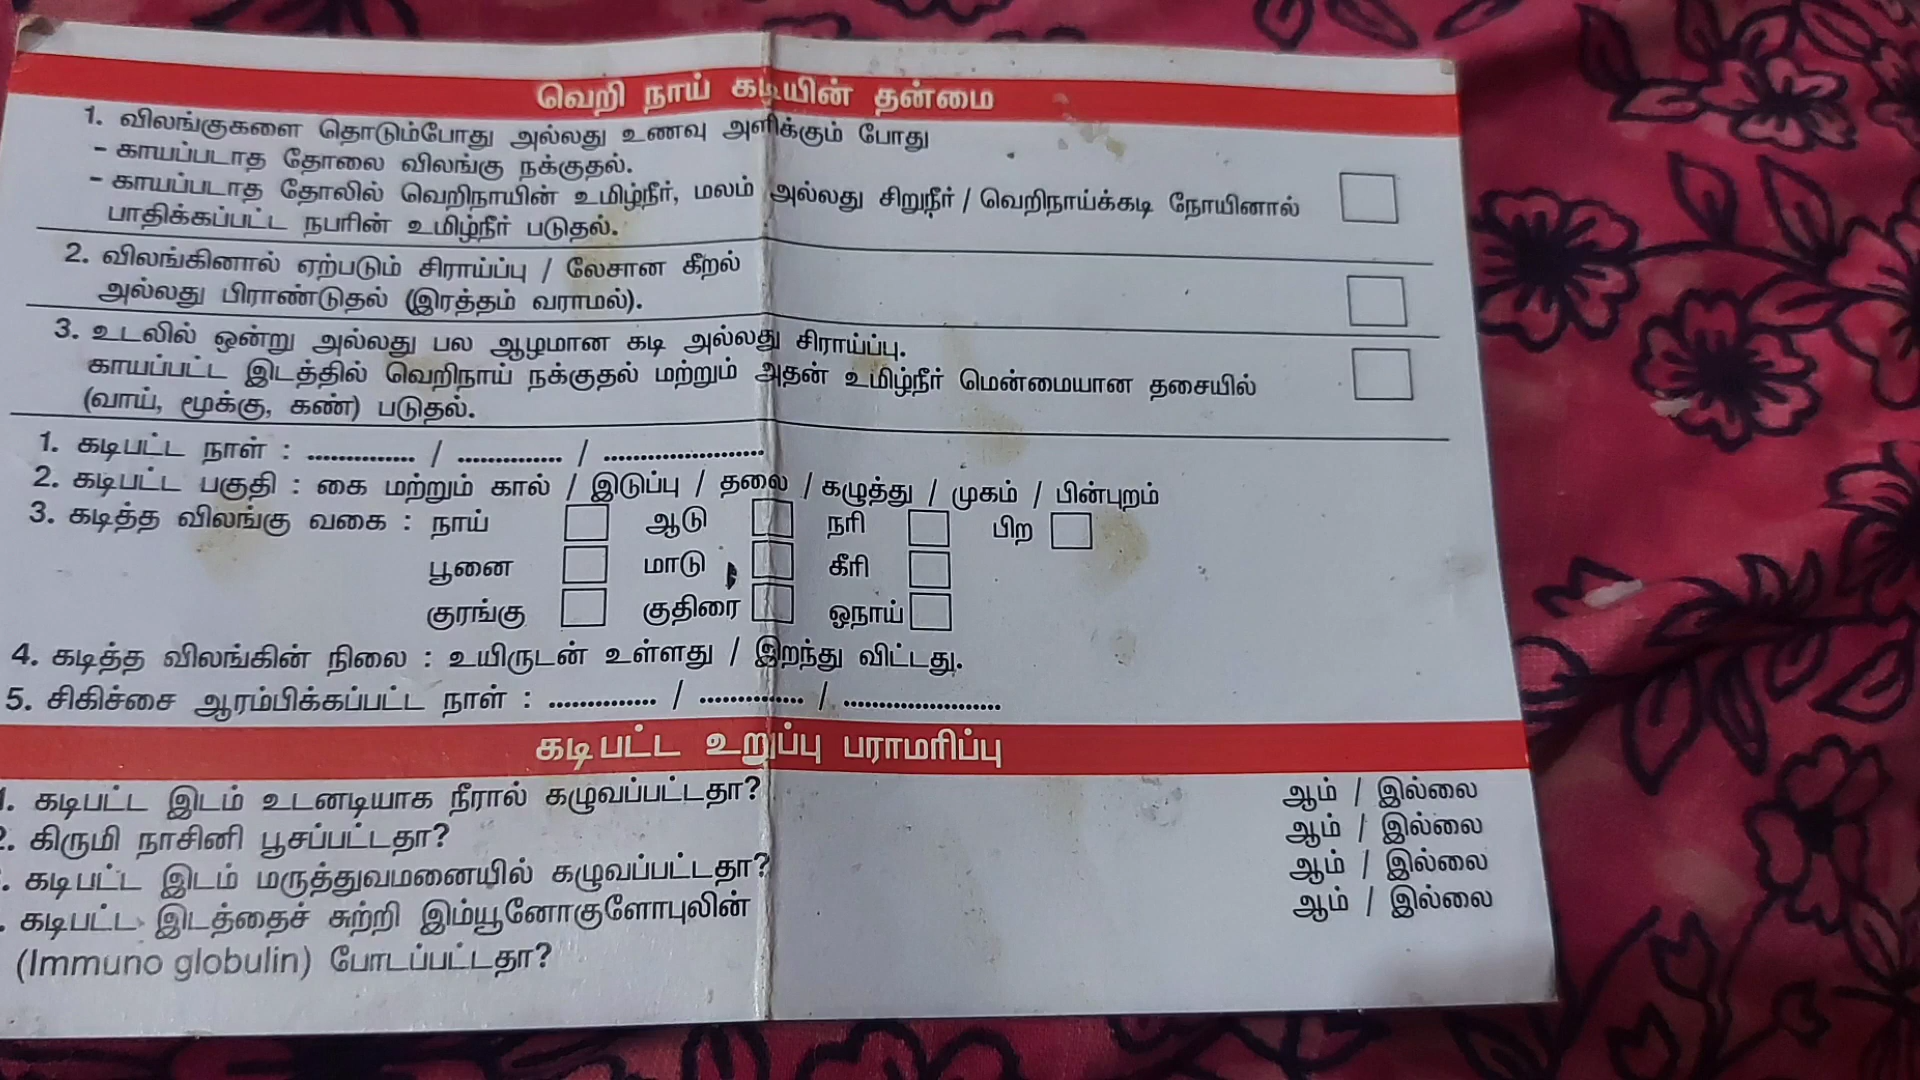 வெறி நாய் கடியின் தன்மை
1. விலங்குகளை தொடும்போது அல்லது உணவு அளிக்கும் போது
- காயப்படாத தோலை விலங்கு நக்குதல்.
- காயப்படாத தோலில் வெறிநாயின் உமிழ்நீர், மலம் அல்லது சிறுநீர் / வெறிநாய்க்கடி நோயினால்
பாதிக்கப்பட்ட நபரின் உமிழ்நீர் படுதல்.
2. விலங்கினால் ஏற்படும் சிராய்ப்பு / லேசான கீறல்
அல்லது பிராண்டுதல் (இரத்தம் வராமல்).
3. உடலில் ஒன்று அல்லது பல ஆழமான கடி அல்லது சிராய்ப்பு.
காயப்பட்ட இடத்தில் வெறிநாய் நக்குதல் மற்றும் அதன் உமிழ்நீர் மென்மையான தசையில்
(வாய், மூக்கு, கண்) படுதல்.
1. கடிபட்ட நாள் : .............. / .............. / ......................
2. கடிபட்ட பகுதி : கை மற்றும் கால் / இடுப்பு / தலை / கழுத்து / முகம் / பின்புறம்
3. கடித்த விலங்கு வகை : நாய் ஆடு நரி பிற
பூனை மாடு கீரி
குரங்கு குதிரை ஓநாய்
4. கடித்த விலங்கின் நிலை : உயிருடன் உள்ளது / இறந்து விட்டது.
5. சிகிச்சை ஆரம்பிக்கப்பட்ட நாள் : .............. / .............. / ......................
கடிபட்ட உறுப்பு பராமரிப்பு
1. கடிபட்ட இடம் உடனடியாக நீரால் கழுவப்பட்டதா? ஆம் / இல்லை
2. கிருமி நாசினி பூசப்பட்டதா? ஆம் / இல்லை
. கடிபட்ட இடம் மருத்துவமனையில் கழுவப்பட்டதா? ஆம் / இல்லை
. கடிபட்ட இடத்தைச் சுற்றி இம்யூனோகுளோபுலின் ஆம் / இல்லை
(Immuno globulin) போடப்பட்டதா?